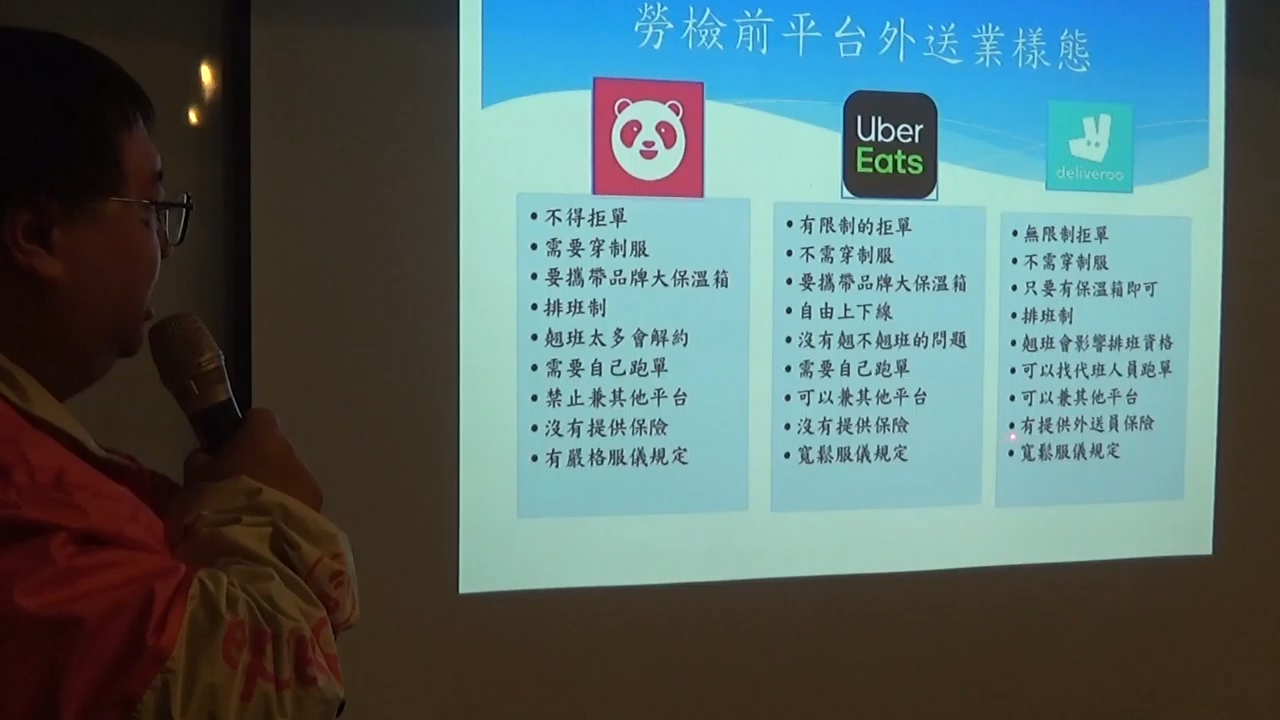 勞檢前平台外送業樣態
Uber
Eats
deliveroo
• 不得拒單
• 需要穿制服
• 要攜帶品牌大保溫箱
• 排班制
• 翹班太多會解約
• 需要自己跑單
• 禁止兼其他平台
• 沒有提供保險
• 有嚴格服儀規定
• 有限制的拒單
• 不需穿制服
• 要攜帶品牌大保溫箱
• 自由上下線
• 沒有翹不翹班的問題
• 需要自己跑單
• 可以兼其他平台
• 沒有提供保險
• 寬鬆服儀規定
• 無限制拒單
• 不需穿制服
• 只要有保溫箱即可
• 排班制
• 翹班會影響排班資格
• 可以找代班人員跑單
• 可以兼其他平台
• 有提供外送員保險
• 寬鬆服儀規定